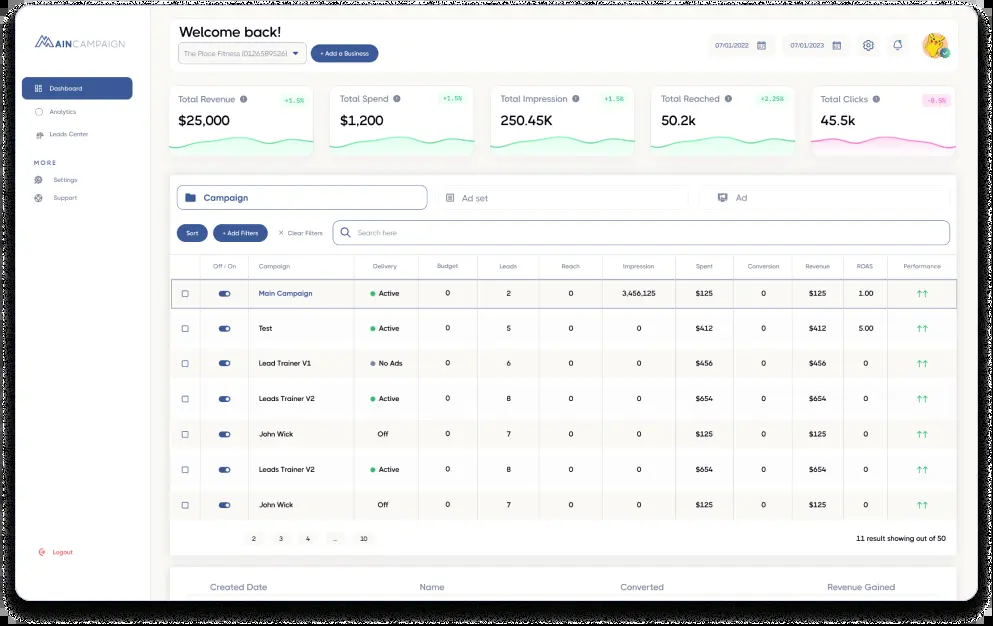 MAINCAMPAIGN
Dashboard
Analytics
Leads Center
MORE
Settings
Support
Logout
Welcome back!
The Place Fitness (0126589526)
+ Add a Business
07/01/2022
07/01/2023
Total Revenue +1.5%
$25,000
Total Spend +1.5%
$1,200
Total Impression +1.5%
250.45K
Total Reached +2.25%
50.2k
Total Clicks -0.5%
45.5k
Campaign
Ad set
Ad
Sort
+ Add Filters
× Clear Filters
Search here
Off / On Campaign Delivery Budget Leads Reach Impression Spent Conversion Revenue ROAS Performance
Main Campaign Active 0 2 0 3,456,125 $125 0 $125 1.00 ↑↑
Test Active 0 5 0 0 $412 0 $412 5.00 ↑↑
Lead Trainer V1 No Ads 0 6 0 0 $456 0 $456 0 ↑↑
Leads Trainer V2 Active 0 8 0 0 $654 0 $654 0 ↑↑
John Wick Off 0 7 0 0 $125 0 $125 0 ↑↑
Leads Trainer V2 Active 0 8 0 0 $654 0 $654 0 ↑↑
John Wick Off 0 7 0 0 $125 0 $125 0 ↑↑
2 3 4 ... 10
11 result showing out of 50
Created Date Name Converted Revenue Gained